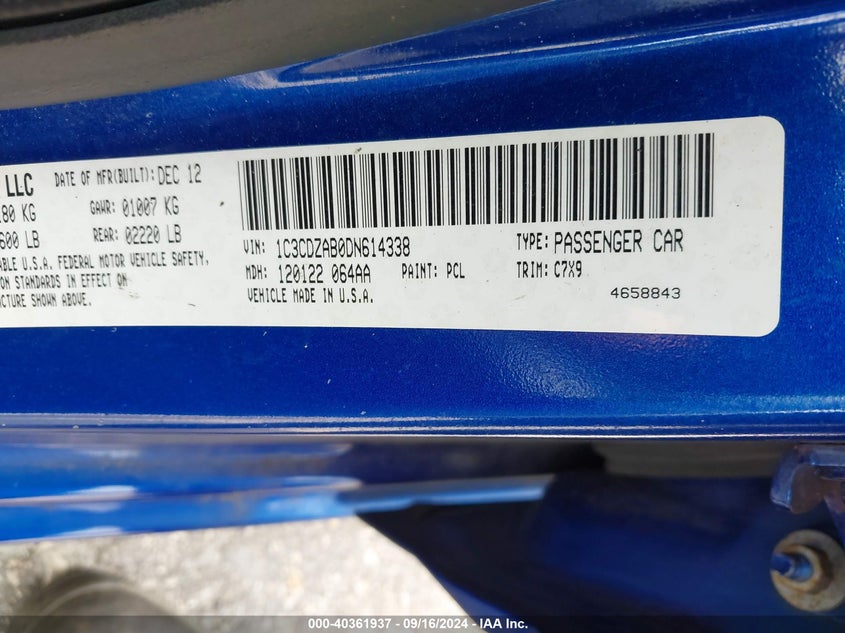 LLC
DATE OF MFR(BUILT): DEC 12
80 KG
GAWR: 01007 KG
600 LB
REAR: 02220 LB
ABLE U.S.A. FEDERAL MOTOR VEHICLE SAFETY,
ON STANDARDS IN EFFECT ON
CTURE SHOWN ABOVE.
VIN: 1C3CDZAB0DN614338
TYPE: PASSENGER CAR
MDH: 120122 064AA
PAINT: PCL
TRIM: C7X9
VEHICLE MADE IN U.S.A.
4658843
000-40361937 - 09/16/2024 - IAA Inc.